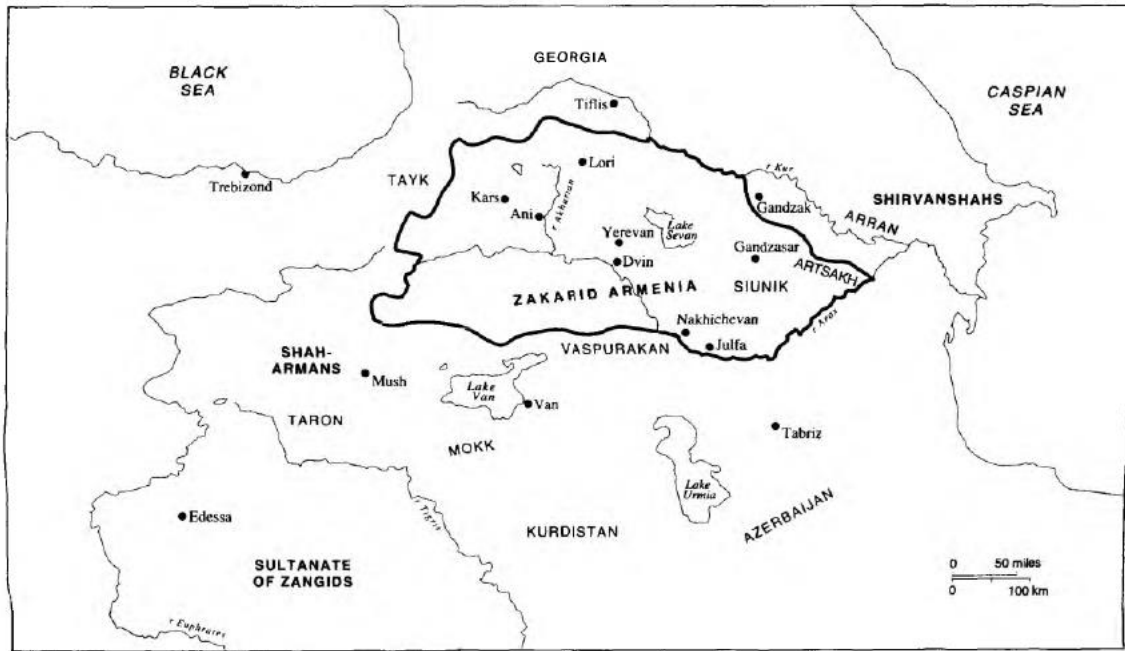 BLACK
SEA
GEORGIA
CASPIAN
SEA
Tiflis
Trebizond
TAYK
Lori
Kars
Ani
r Akhurian
r Kur
Gandzak
SHIRVANSHAHS
ARRAN
Lake
Sevan
Yerevan
Dvin
Gandzasar
ARTSAKH
SIUNIK
ZAKARID ARMENIA
r Arax
Nakhichevan
Julfa
VASPURAKAN
SHAH-
ARMANS
Mush
Lake
Van
Van
TARON
MOKK
Tabriz
Lake
Urmia
AZERBAIJAN
r Tigris
Edessa
KURDISTAN
SULTANATE
OF ZANGIDS
r Euphrates
0 50 miles
0 100 km